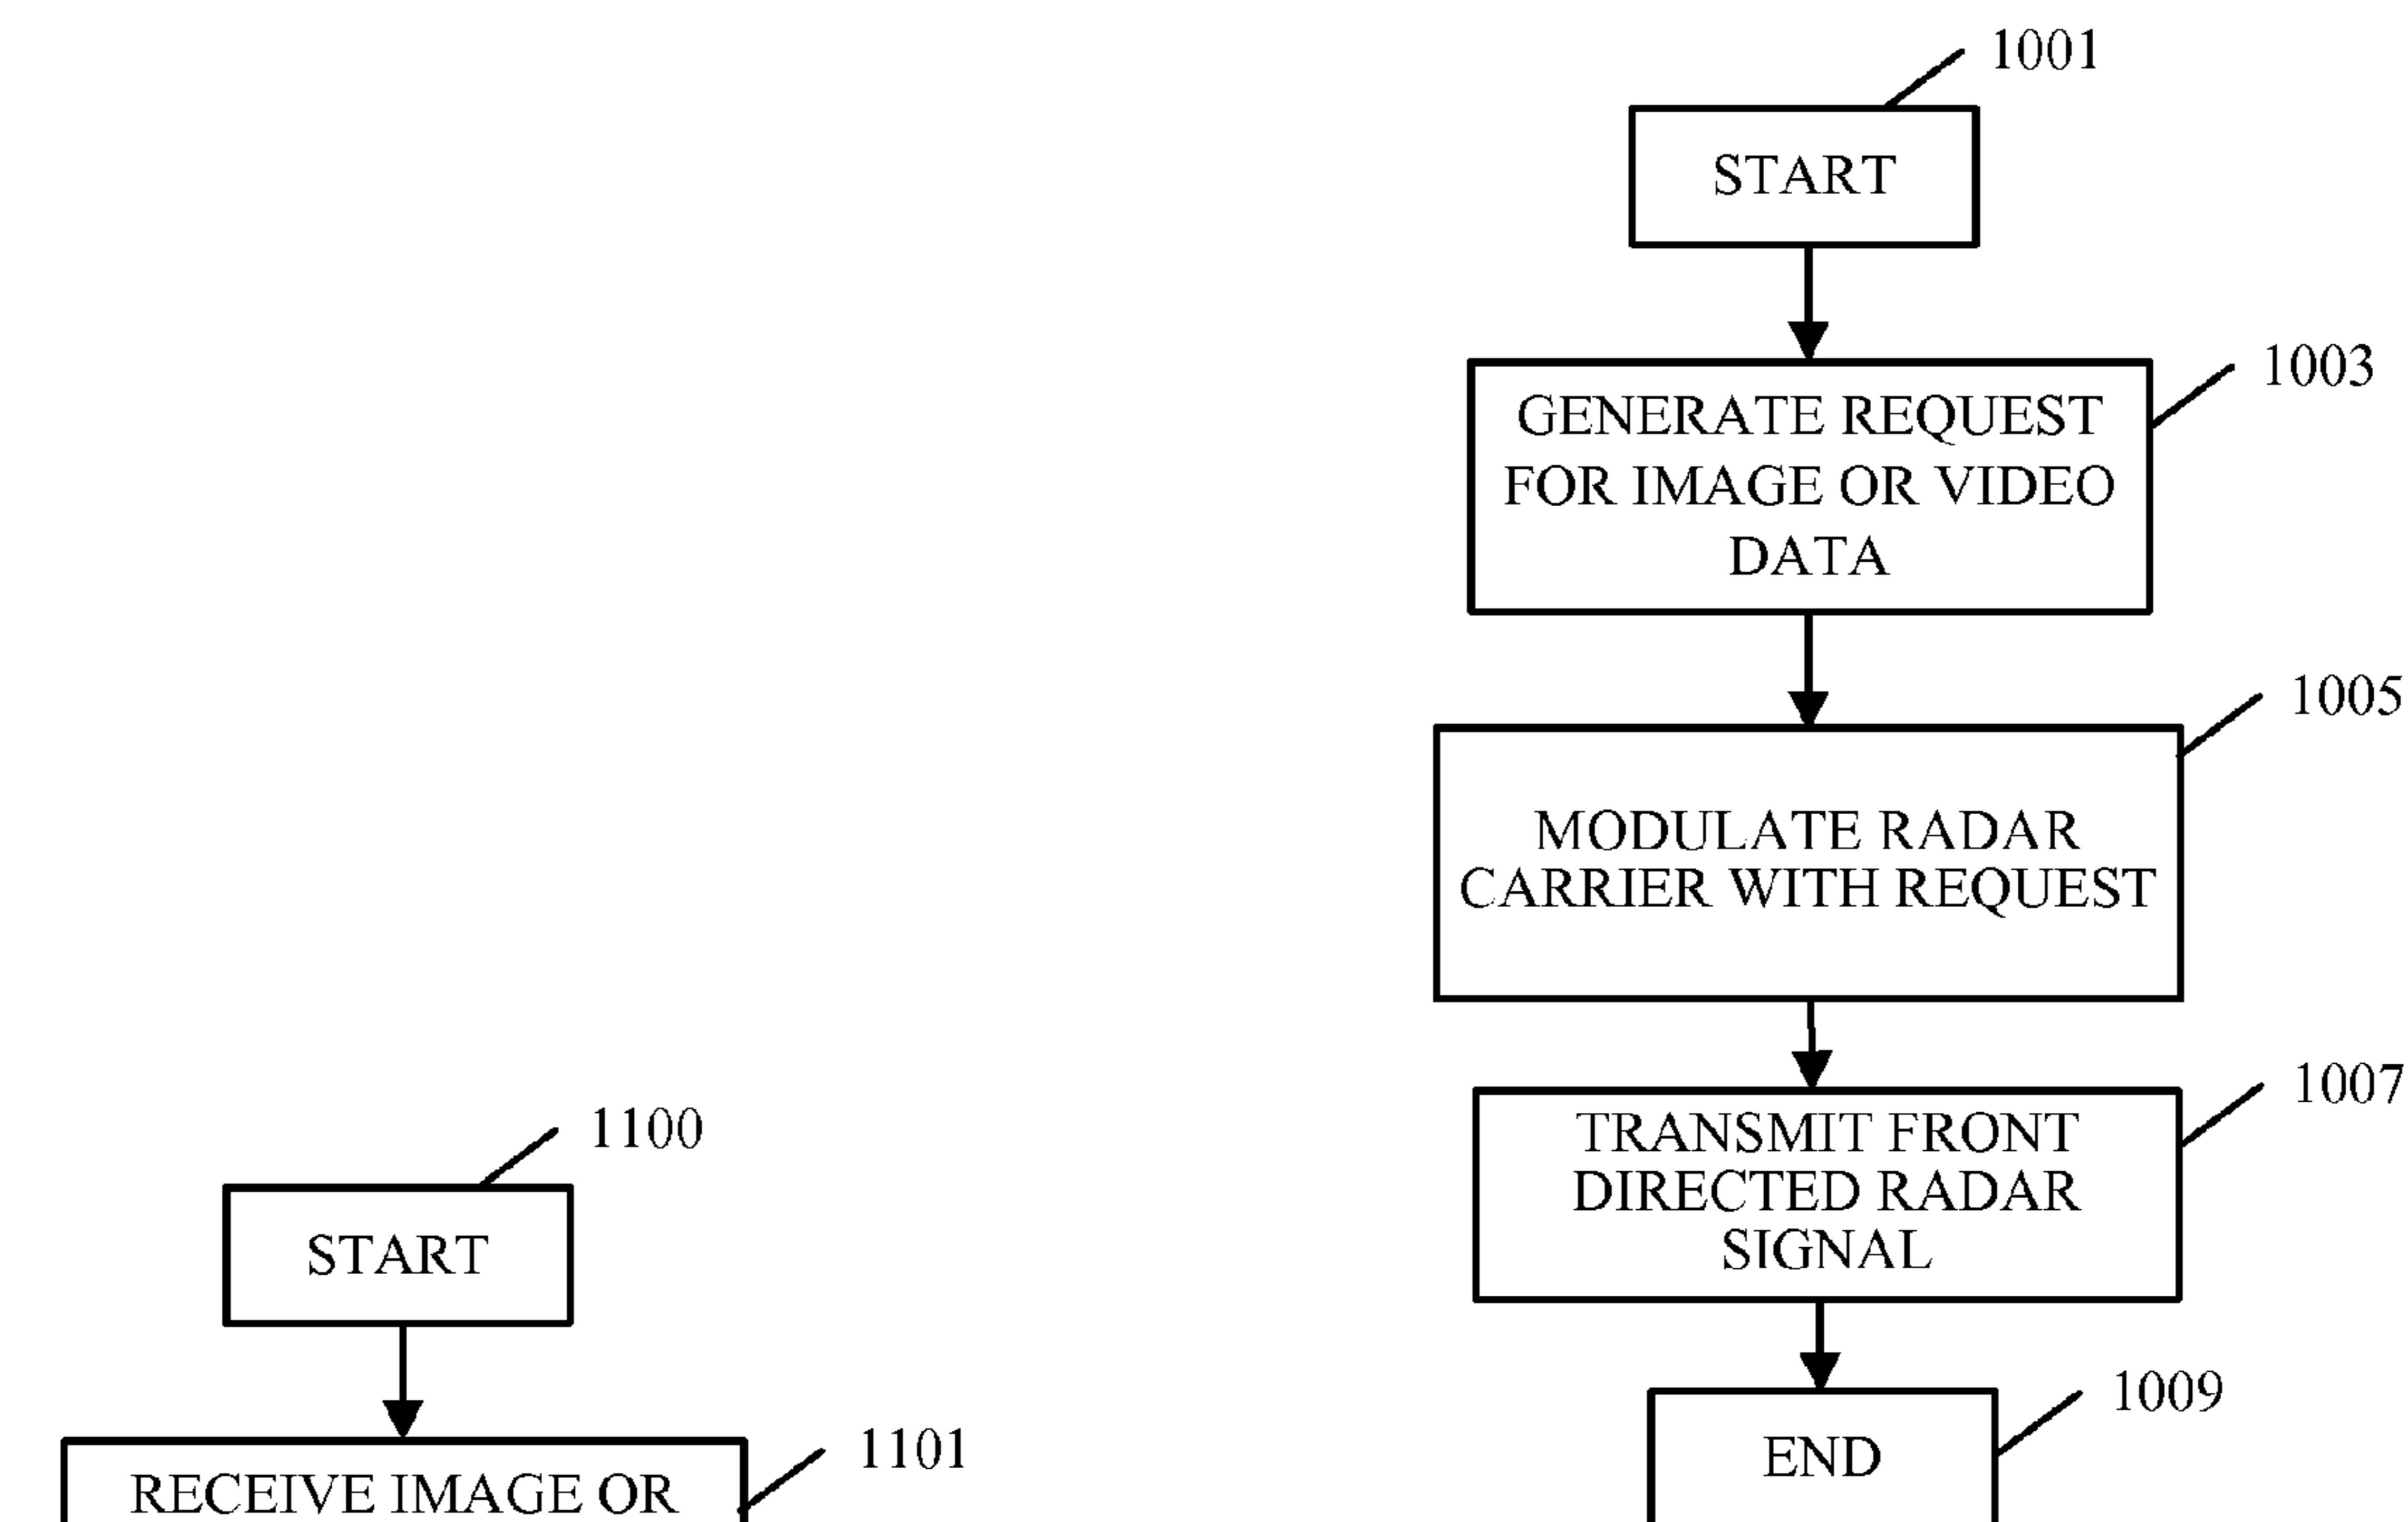 1001
START
1003
GENERATE REQUEST
FOR IMAGE OR VIDEO
DATA
1005
MODULATE RADAR
CARRIER WITH REQUEST
1007
TRANSMIT FRONT
DIRECTED RADAR
SIGNAL
1009
END
1100
START
1101
RECEIVE IMAGE OR